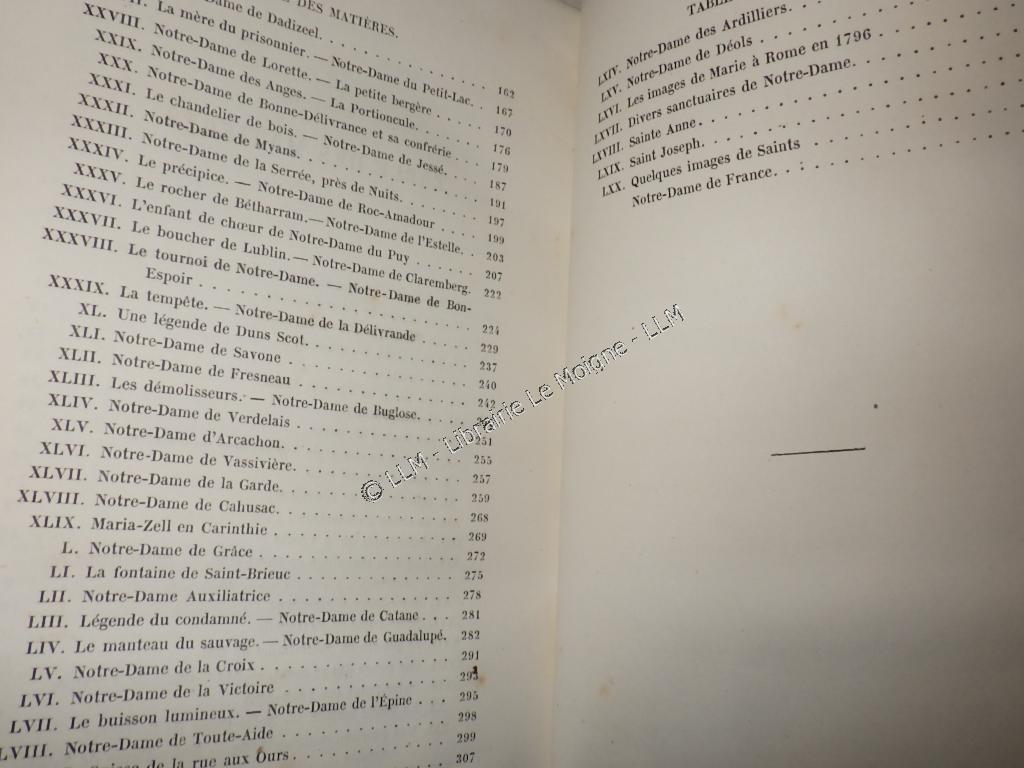 DES MATIÈRES.
Dame de Dadizeel. 162
La mère du prisonnier. — Notre-Dame du Petit-Lac. 167
XXVIII. Notre-Dame de Lorette. — La petite bergère 170
XXIX. Notre-Dame des Anges. — La Portioncule. 176
XXX. Notre-Dame de Bonne-Délivrance et sa confrérie 179
XXXI. Le chandelier de bois. — Notre-Dame de Jessé. 187
XXXII. Notre-Dame de Myans. 191
XXXIII. Notre-Dame de la Serrée, près de Nuits. 197
XXXIV. Le précipice. — Notre-Dame de Roc-Amadour 199
XXXV. Le rocher de Bétharram. — Notre-Dame de l'Estelle. 203
XXXVI. L'enfant de chœur de Notre-Dame du Puy 207
XXXVII. Le boucher de Lublin. — Notre-Dame de Claremberg. 222
XXXVIII. Le tournoi de Notre-Dame. — Notre-Dame de Bon-
Espoir 224
XXXIX. La tempête. — Notre-Dame de la Délivrande 229
XL. Une légende de Duns Scot. 237
XLI. Notre-Dame de Savone 240
XLII. Notre-Dame de Fresneau 242
XLIII. Les démolisseurs. — Notre-Dame de Buglose.
XLIV. Notre-Dame de Verdelais 251
XLV. Notre-Dame d'Arcachon. 255
XLVI. Notre-Dame de Vassivière. 257
XLVII. Notre-Dame de la Garde. 259
XLVIII. Notre-Dame de Cahusac. 268
XLIX. Maria-Zell en Carinthie 269
L. Notre-Dame de Grâce 272
LI. La fontaine de Saint-Brieuc 275
LII. Notre-Dame Auxiliatrice 278
LIII. Légende du condamné. — Notre-Dame de Catane 281
LIV. Le manteau du sauvage. — Notre-Dame de Guadalupé. 282
LV. Notre-Dame de la Croix 291
LVI. Notre-Dame de la Victoire 293
LVII. Le buisson lumineux. — Notre-Dame de l'Épine 295
LVIII. Notre-Dame de Toute-Aide 298
de la rue aux Ours 299
307
TABLE
LXIV. Notre-Dame des Ardilliers.
LXV. Notre-Dame de Déols
LXVI. Les images de Marie à Rome en 1796
LXVII. Divers sanctuaires de Notre-Dame.
LXVIII. Sainte Anne.
LXIX. Saint Joseph.
LXX. Quelques images de Saints
Notre-Dame de France.
© LLM - Librairie Le Moigne - LLM